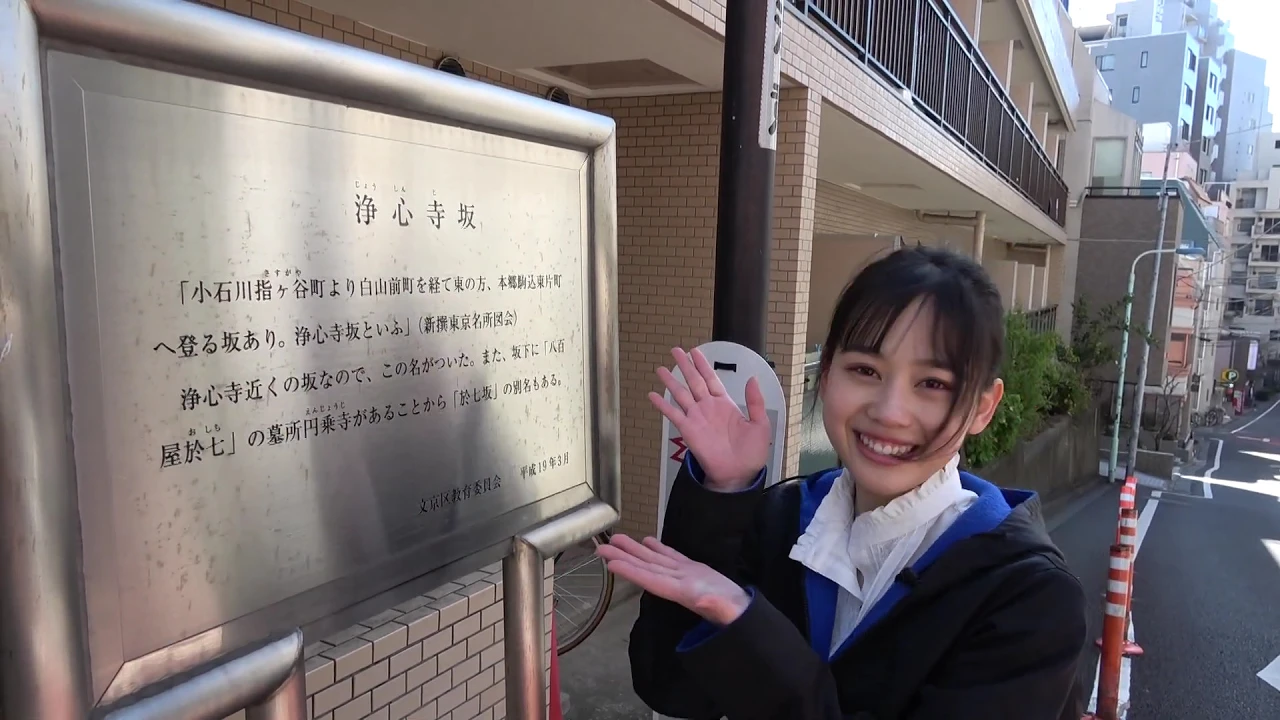 じょう しん じ
浄心寺坂
さすがや
「小石川指ヶ谷町より白山前町を経て東の方、本郷駒込東片町
へ登る坂あり。浄心寺坂といふ」(新撰東京名所図会)
浄心寺近くの坂なので、この名がついた。また、坂下に「八百
おしち えんじょうじ
屋於七」の墓所円乗寺があることから「於七坂」の別名もある。
文京区教育委員会 平成19年3月
P